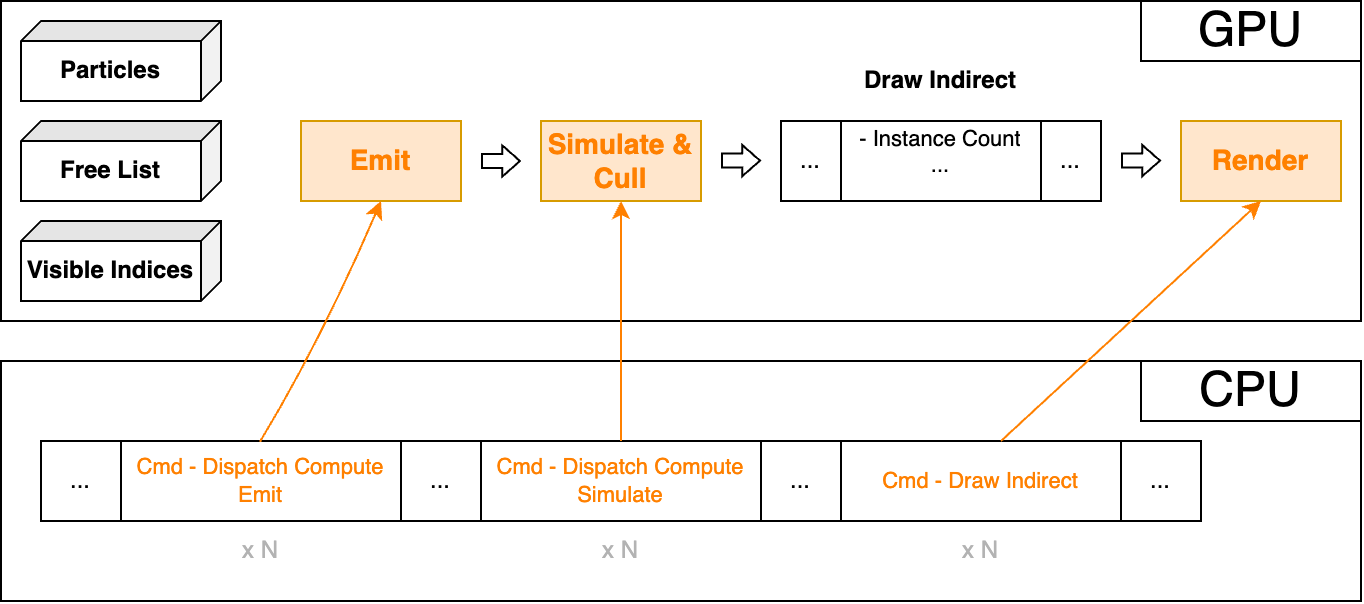 GPU
Particles
Free List
Visible Indices
Emit
Simulate &
Cull
Draw Indirect
...
- Instance Count
...
...
Render
CPU
...
Cmd - Dispatch Compute
Emit
...
Cmd - Dispatch Compute
Simulate
...
Cmd - Draw Indirect
...
x N
x N
x N